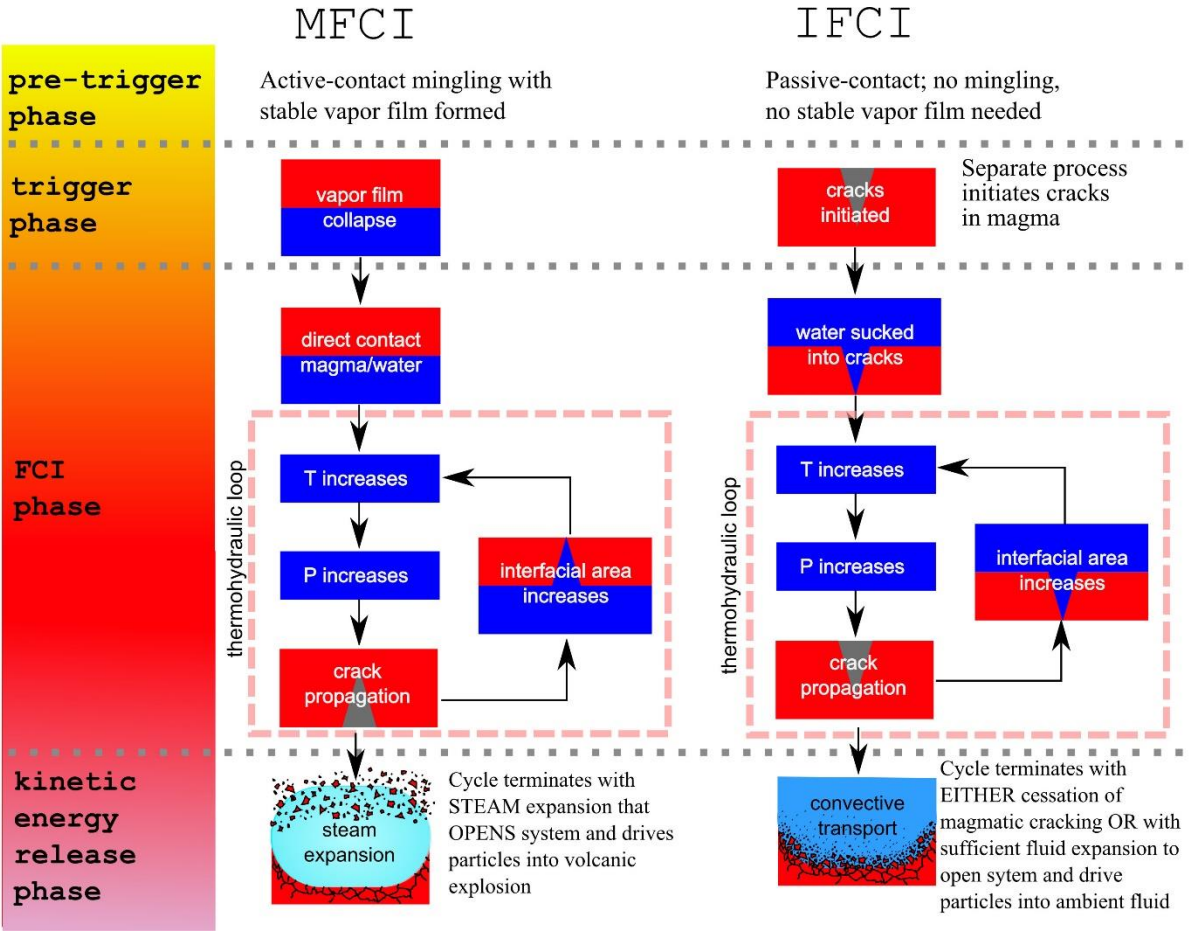 MFCI
IFCI
pre-trigger
phase
Active-contact mingling with
stable vapor film formed
Passive-contact; no mingling,
no stable vapor film needed
trigger
phase
vapor film
collapse
cracks
initiated
Separate process
initiates cracks
in magma
FCI
phase
direct contact
magma/water
water sucked
into cracks
thermohydraulic loop
T increases
P increases
crack
propagation
interfacial area
increases
thermohydraulic loop
T increases
P increases
crack
propagation
interfacial area
increases
kinetic
energy
release
phase
steam
expansion
Cycle terminates with
STEAM expansion that
OPENS system and drives
particles into volcanic
explosion
convective
transport
Cycle terminates with
EITHER cessation of
magmatic cracking OR with
sufficient fluid expansion to
open sytem and drive
particles into ambient fluid